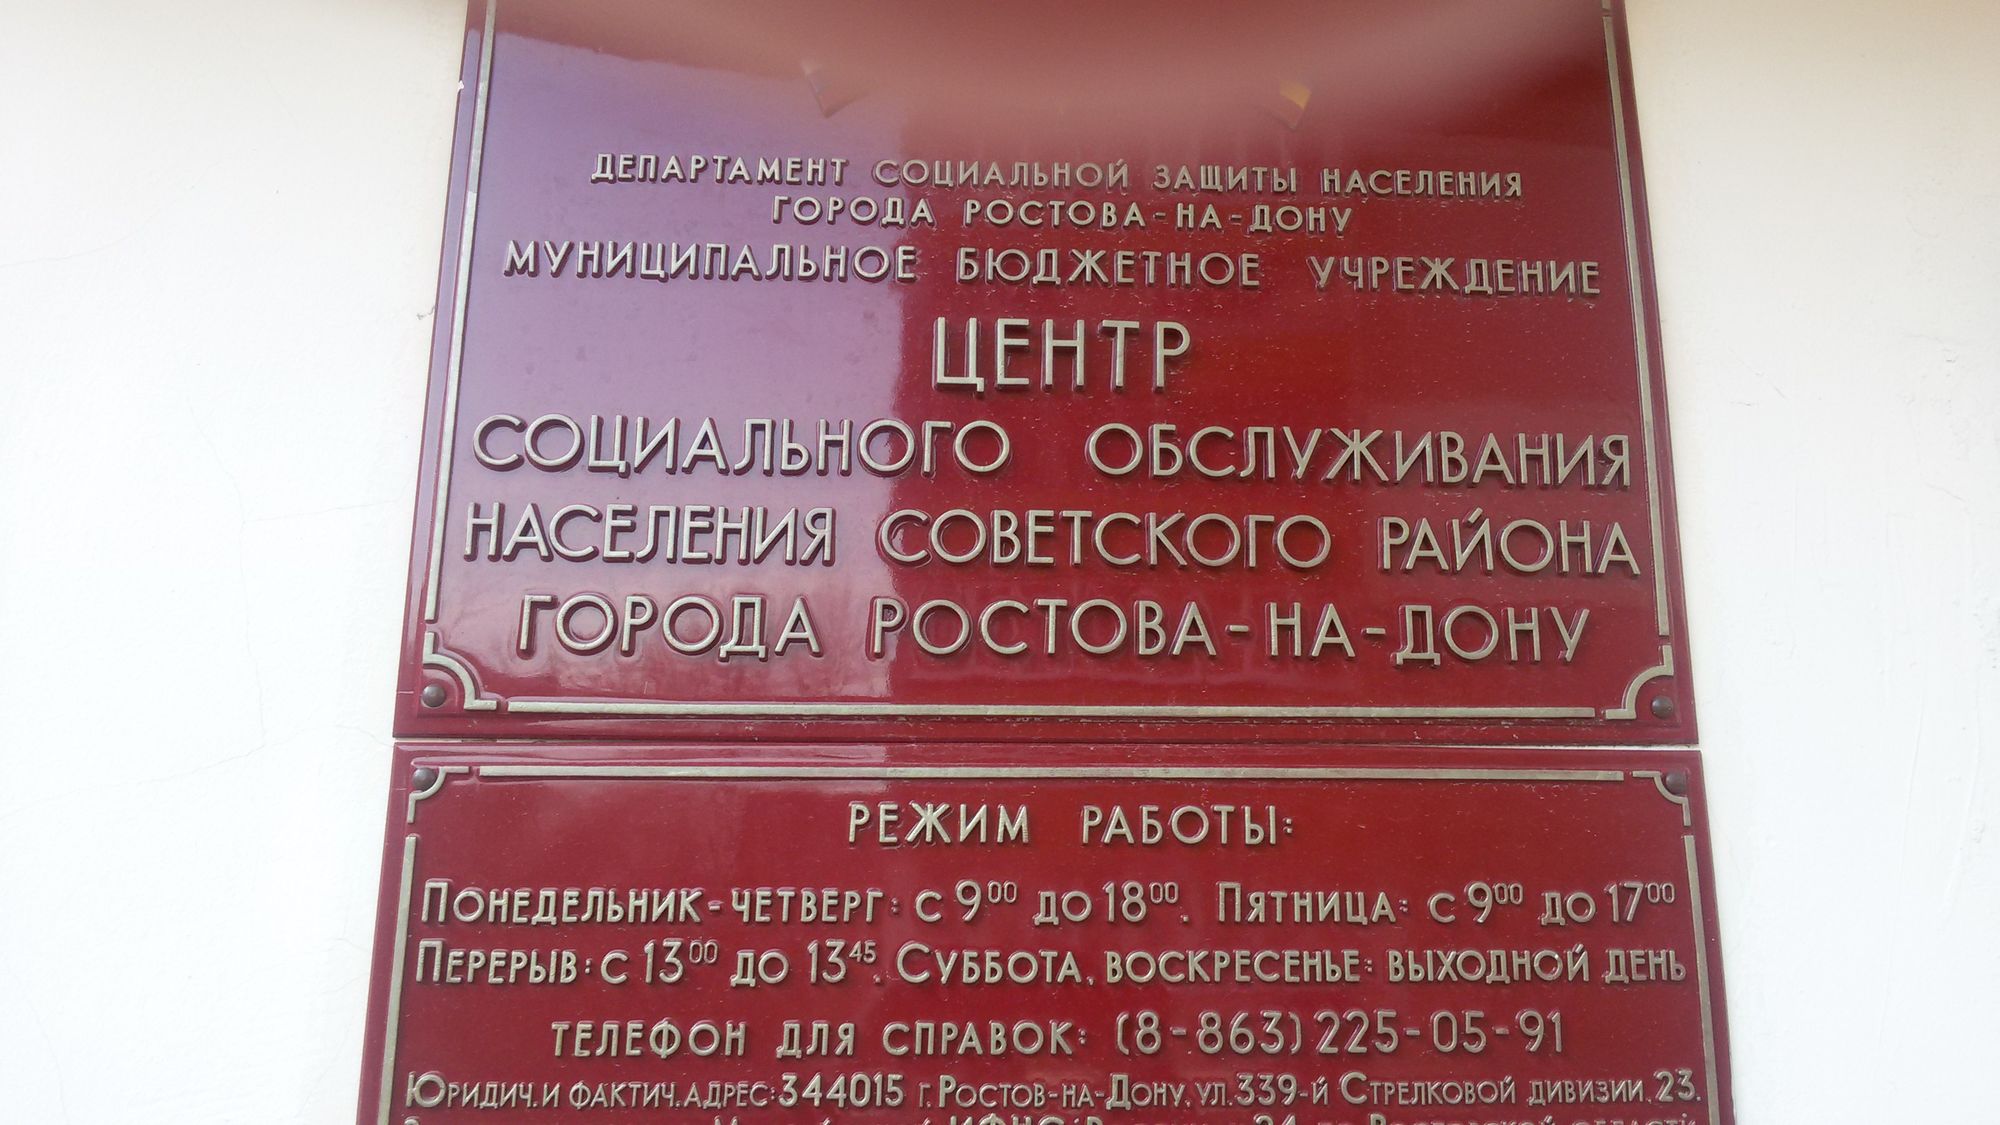 ДЕПАРТАМЕНТ СОЦИАЛЬНОЙ ЗАЩИТЫ НАСЕЛЕНИЯ
ГОРОДА РОСТОВА-НА-ДОНУ
МУНИЦИПАЛЬНОЕ БЮДЖЕТНОЕ УЧРЕЖДЕНИЕ
ЦЕНТР
СОЦИАЛЬНОГО ОБСЛУЖИВАНИЯ
НАСЕЛЕНИЯ СОВЕТСКОГО РАЙОНА
ГОРОДА РОСТОВА-НА-ДОНУ
РЕЖИМ РАБОТЫ:
ПОНЕДЕЛЬНИК-ЧЕТВЕРГ: С 9⁰⁰ ДО 18⁰⁰. ПЯТНИЦА: С 9⁰⁰ ДО 17⁰⁰
ПЕРЕРЫВ: С 13⁰⁰ ДО 13⁴⁵. СУББОТА, ВОСКРЕСЕНЬЕ: ВЫХОДНОЙ ДЕНЬ
ТЕЛЕФОН ДЛЯ СПРАВОК: (8-863) 225-05-91
ЮРИДИЧ. И ФАКТИЧ. АДРЕС: 344015 Г. РОСТОВ-НА-ДОНУ, УЛ. 339-Й СТРЕЛКОВОЙ ДИВИЗИИ, 23.